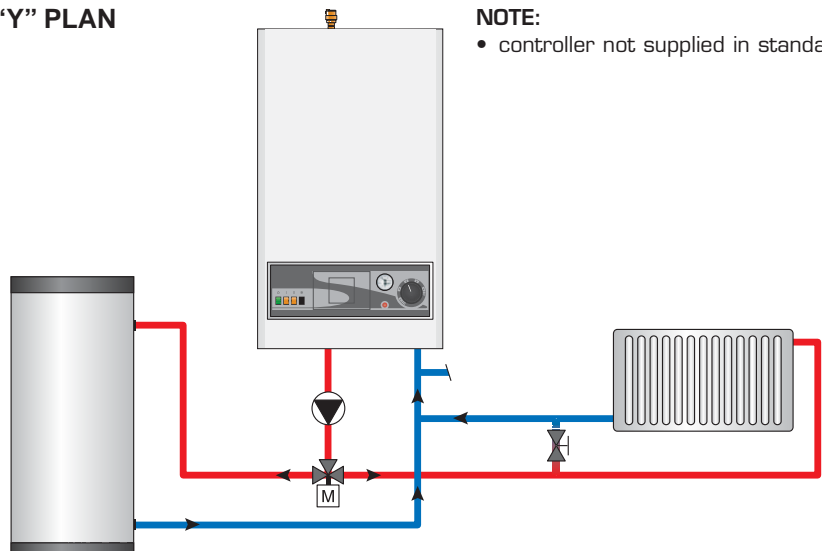 “Y” PLAN
NOTE:
• controller not supplied in standa
M